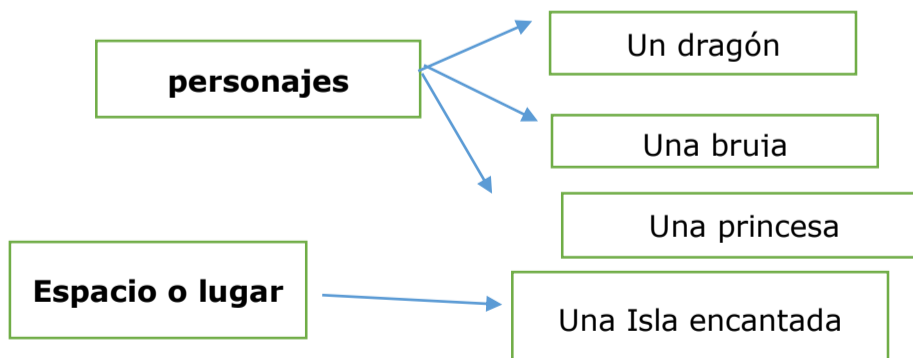 personajes
Un dragón
Una bruja
Una princesa
Espacio o lugar
Una Isla encantada